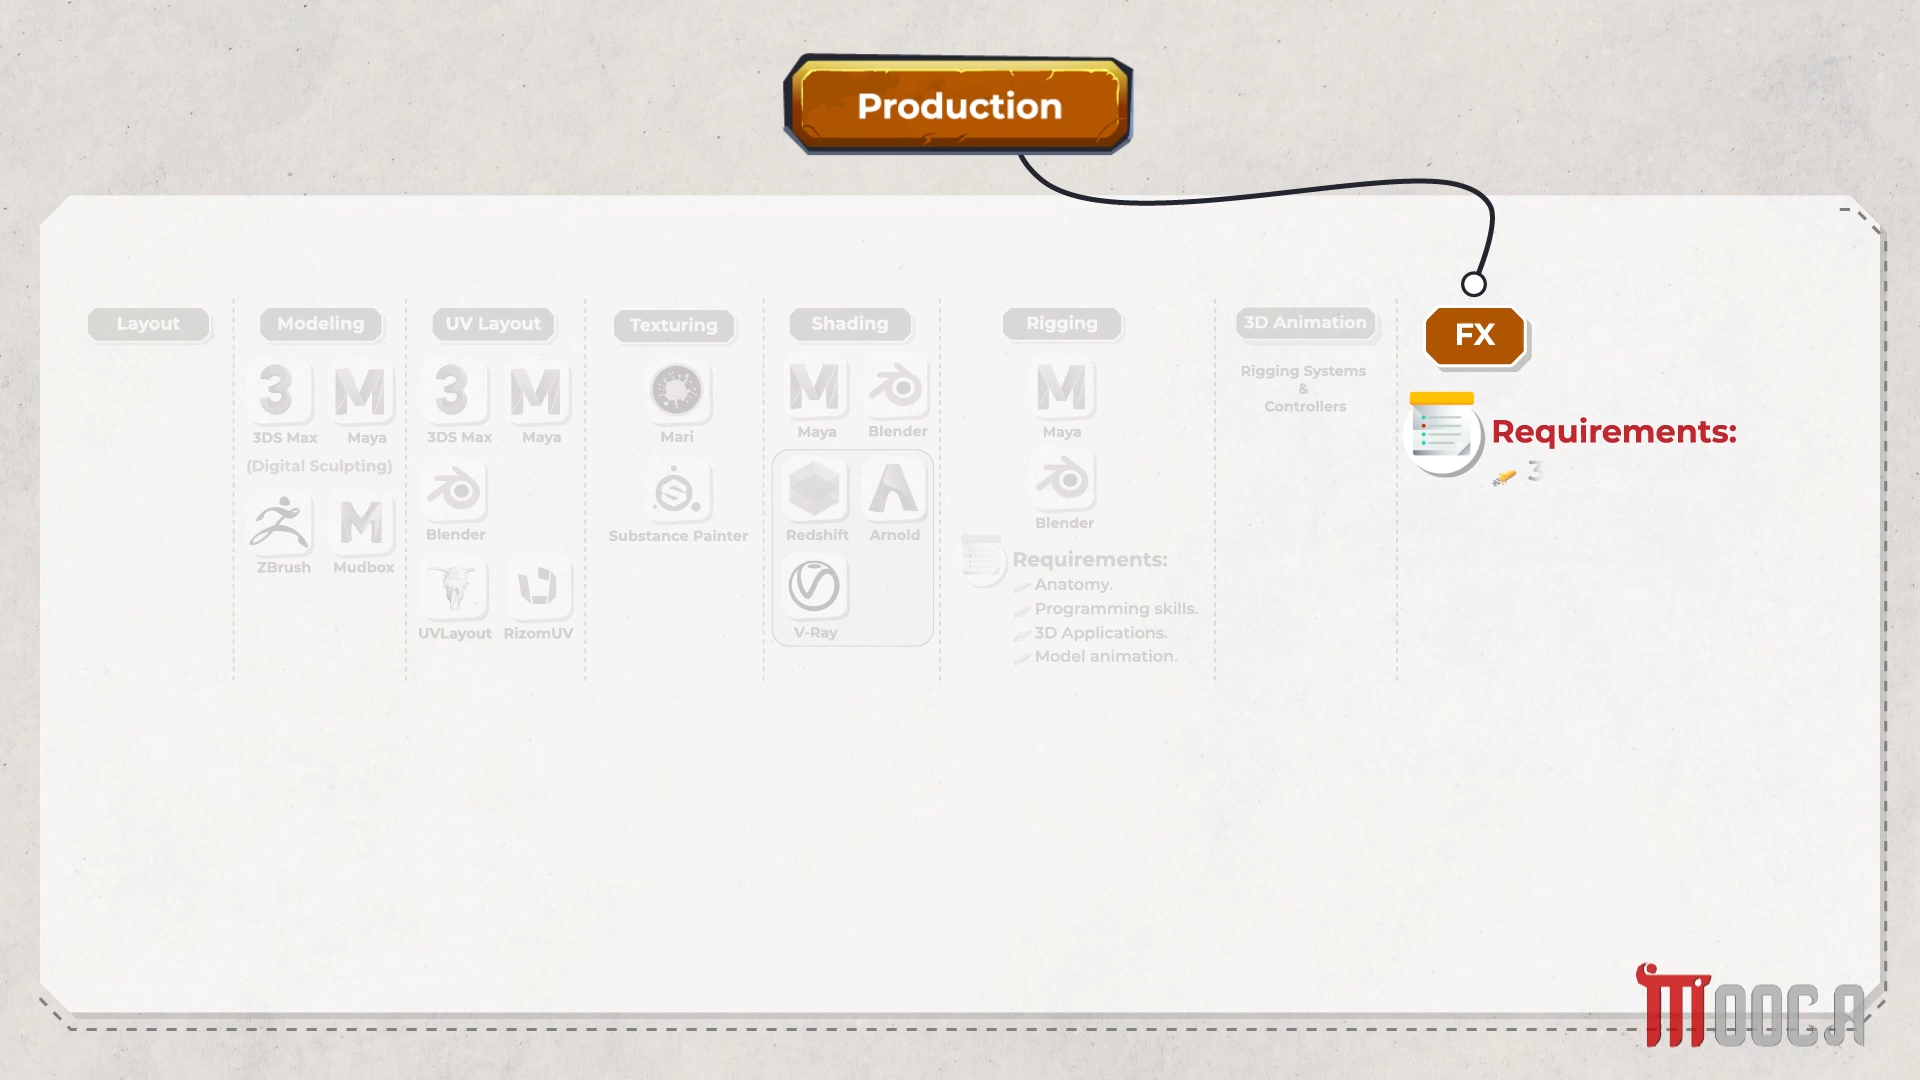 Production
Layout
Modeling
3DS Max Maya
(Digital Sculpting)
ZBrush Mudbox
UV Layout
3DS Max Maya
Blender
UVLayout RizomUV
Texturing
Mari
Substance Painter
Shading
Maya Blender
Redshift Arnold
V-Ray
Rigging
Maya
Blender
Requirements:
Anatomy.
Programming skills.
3D Applications.
Model animation.
3D Animation
Rigging Systems
&
Controllers
FX
Requirements:
3
MOOCA